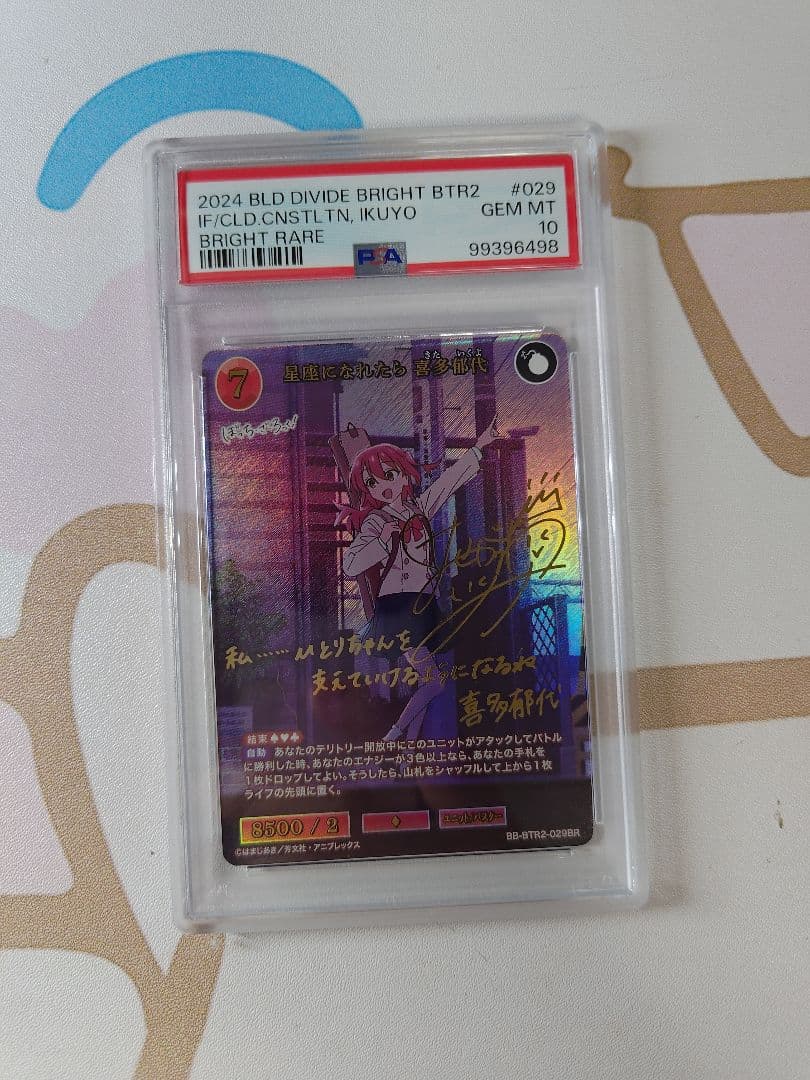 2024 BLD DIVIDE BRIGHT BTR2 #029
IF/CLD.CNSTLTN, IKUYO GEM MT
BRIGHT RARE 10
PSA 99396498
7 星座になれたら 喜多郁代
きた いくよ
ぼっち・ざ・ろっく!
私……ひとりちゃんを
支えていけるようになるね
喜多郁代
結束♠♥♣
自動 あなたのテリトリー開放中にこのユニットがアタックしてバトル
に勝利した時、あなたのエナジーが3色以上なら、あなたの手札を
1枚ドロップしてよい。そうしたら、山札をシャッフルして上から1枚
ライフの先頭に置く。
8500 / 2 ♦ ユニット/バスター
BB-BTR2-029BR
©はまじあき/芳文社・アニプレックス